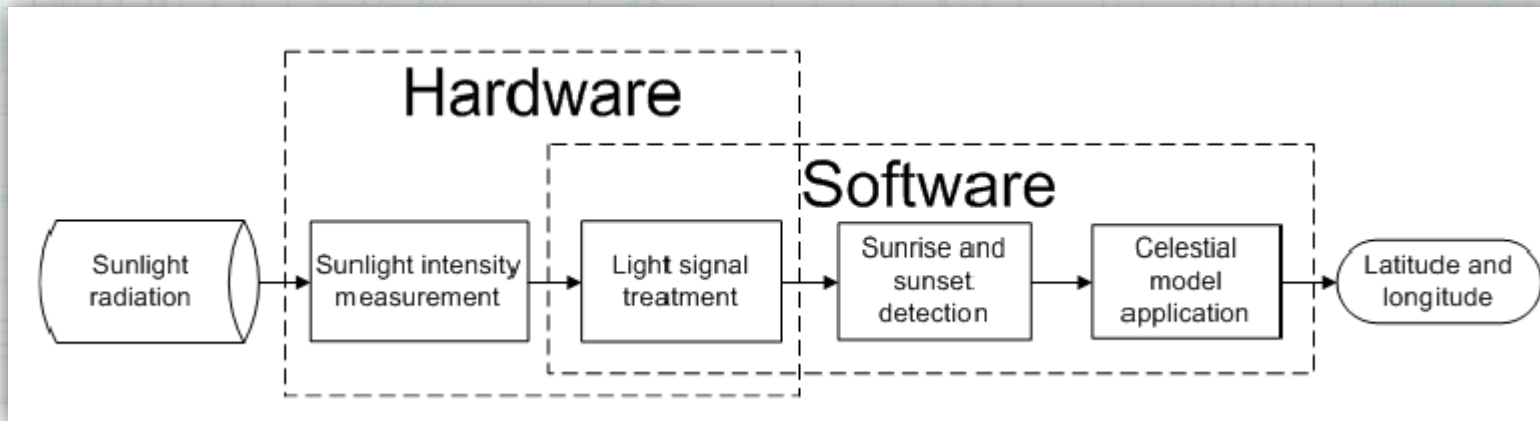 Hardware
Software
Sunlight
radiation
Sunlight intensity
measurement
Light signal
treatment
Sunrise and
sunset
detection
Celestial
model
application
Latitude and
longitude